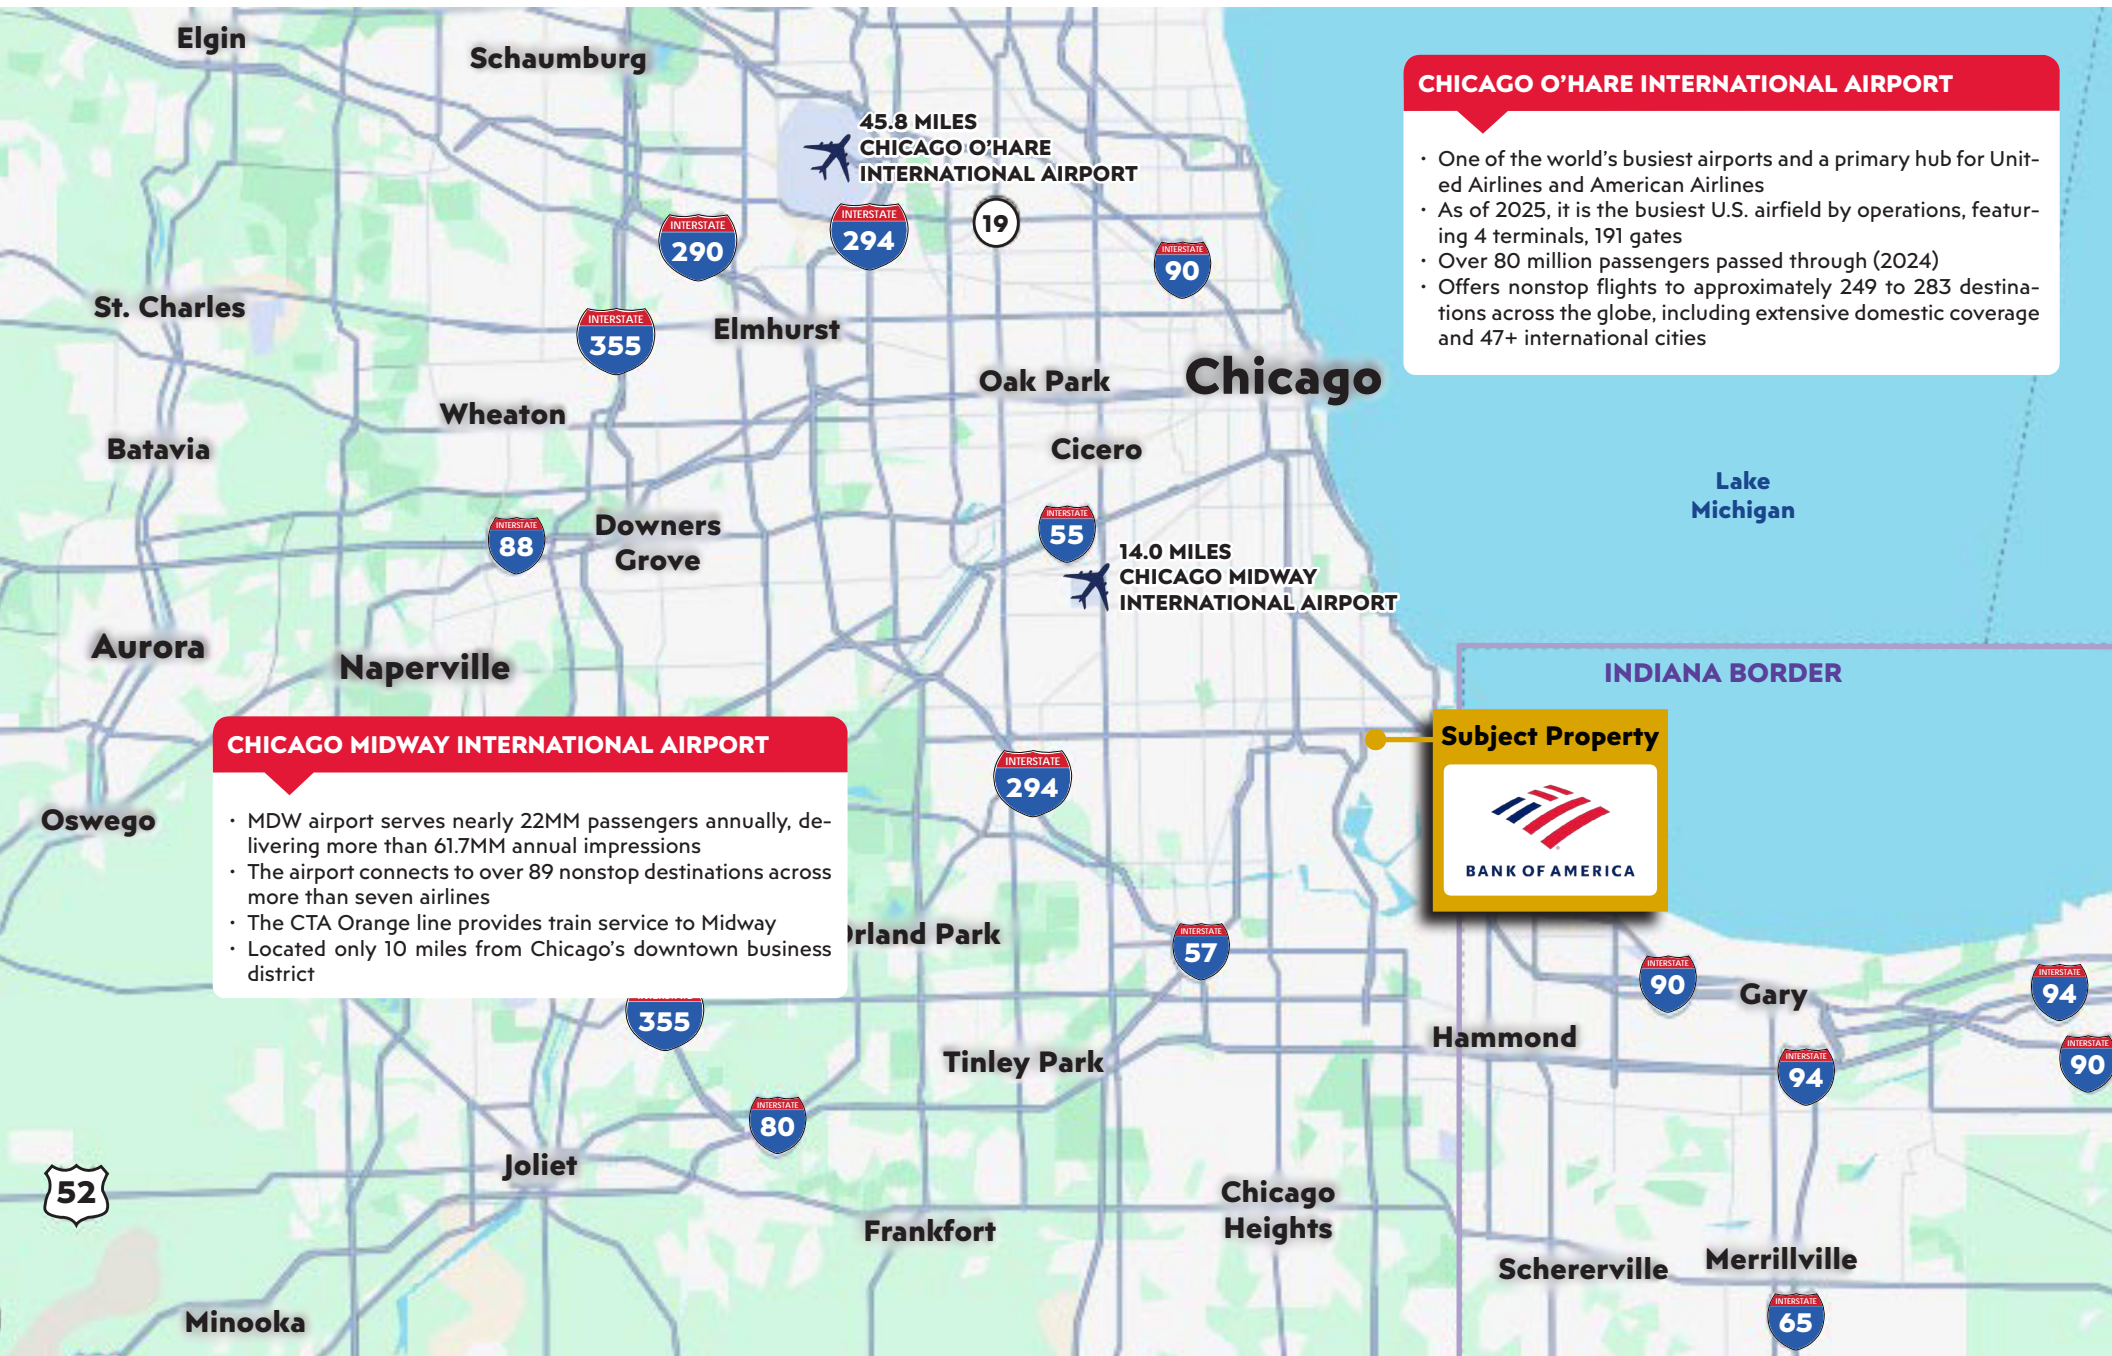 Elgin
Schaumburg
CHICAGO O'HARE INTERNATIONAL AIRPORT
• One of the world's busiest airports and a primary hub for Unit-
ed Airlines and American Airlines
• As of 2025, it is the busiest U.S. airfield by operations, featur-
ing 4 terminals, 191 gates
• Over 80 million passengers passed through (2024)
• Offers nonstop flights to approximately 249 to 283 destina-
tions across the globe, including extensive domestic coverage
and 47+ international cities
45.8 MILES
CHICAGO O'HARE
INTERNATIONAL AIRPORT
INTERSTATE
290
INTERSTATE
294
19
INTERSTATE
90
St. Charles
INTERSTATE
355
Elmhurst
Oak Park
Chicago
Wheaton
Batavia
Cicero
Lake
Michigan
INTERSTATE
88
Downers
Grove
INTERSTATE
55
14.0 MILES
CHICAGO MIDWAY
INTERNATIONAL AIRPORT
Aurora
Naperville
INDIANA BORDER
CHICAGO MIDWAY INTERNATIONAL AIRPORT
• MDW airport serves nearly 22MM passengers annually, de-
livering more than 61.7MM annual impressions
• The airport connects to over 89 nonstop destinations across
more than seven airlines
• The CTA Orange line provides train service to Midway
• Located only 10 miles from Chicago's downtown business
district
Subject Property
BANK OF AMERICA
INTERSTATE
294
Oswego
Orland Park
INTERSTATE
57
INTERSTATE
90
Gary
INTERSTATE
94
355
Hammond
Tinley Park
INTERSTATE
94
INTERSTATE
90
INTERSTATE
80
Joliet
52
Chicago
Heights
Frankfort
Schererville
Merrillville
Minooka
INTERSTATE
65